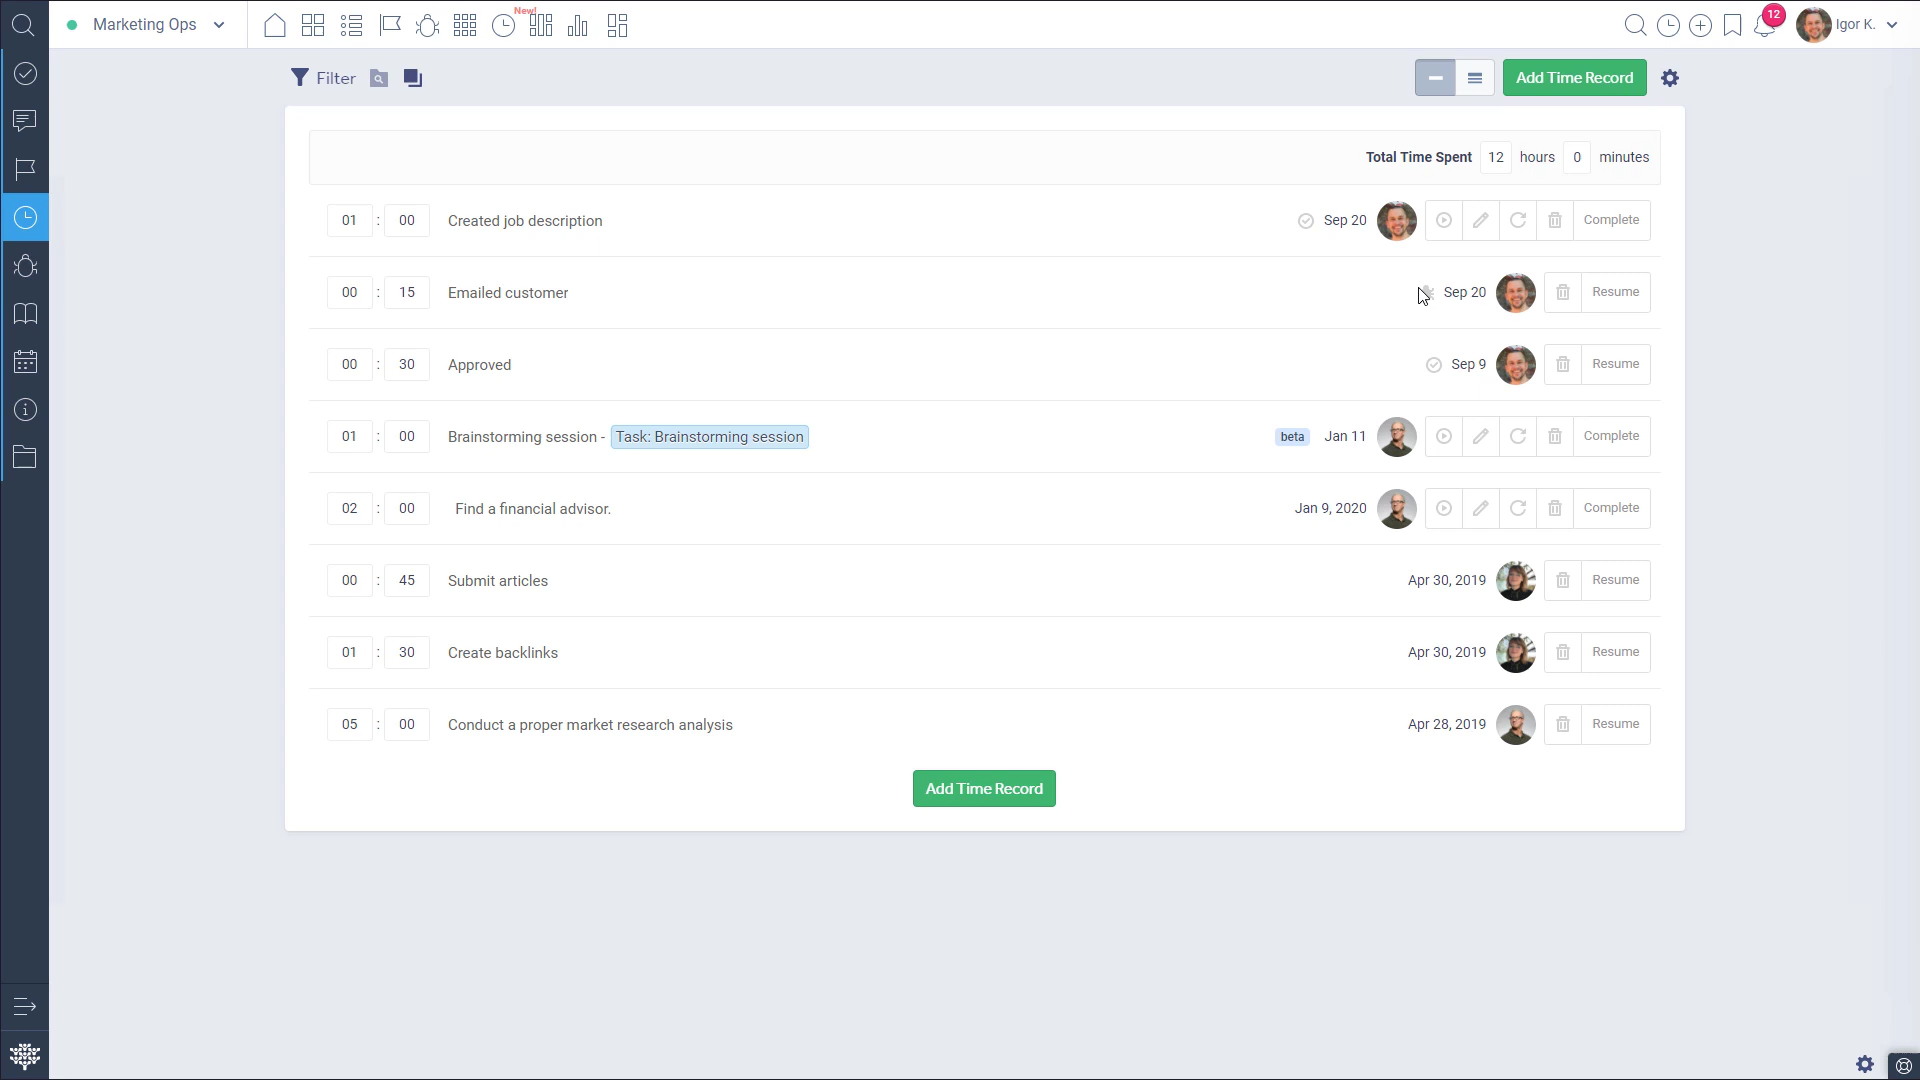 Marketing Ops
New!
12
Igor K.
Filter
Add Time Record
Total Time Spent 12 hours 0 minutes
01 : 00 Created job description Sep 20 Complete
00 : 15 Emailed customer Sep 20 Resume
00 : 30 Approved Sep 9 Resume
01 : 00 Brainstorming session - Task: Brainstorming session beta Jan 11 Complete
02 : 00 Find a financial advisor. Jan 9, 2020 Complete
00 : 45 Submit articles Apr 30, 2019 Resume
01 : 30 Create backlinks Apr 30, 2019 Resume
05 : 00 Conduct a proper market research analysis Apr 28, 2019 Resume
Add Time Record